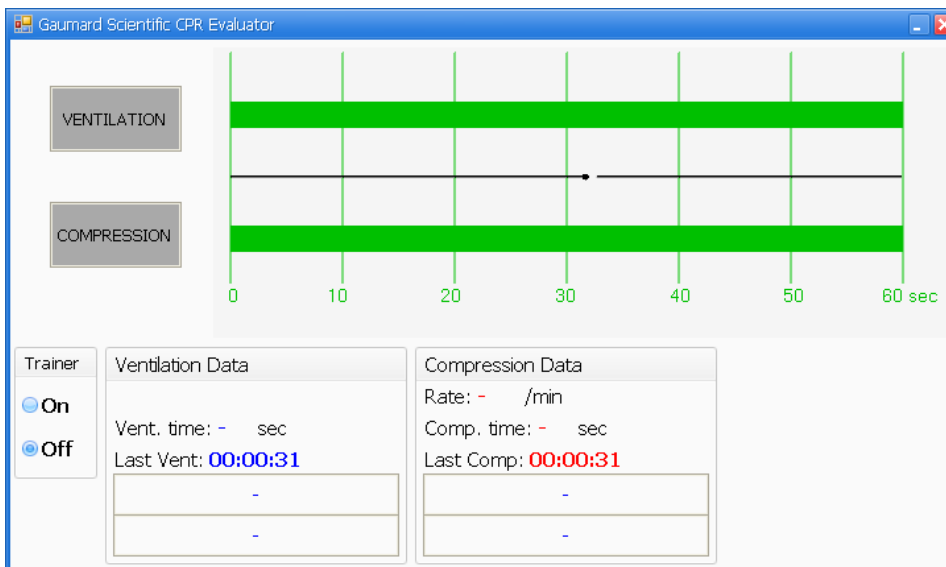 Gaumard Scientific CPR Evaluator
VENTILATION
COMPRESSION
0 10 20 30 40 50 60 sec
Trainer
On
Off
Ventilation Data
Vent. time: - sec
Last Vent: 00:00:31
-
-
Compression Data
Rate: - /min
Comp. time: - sec
Last Comp: 00:00:31
-
-